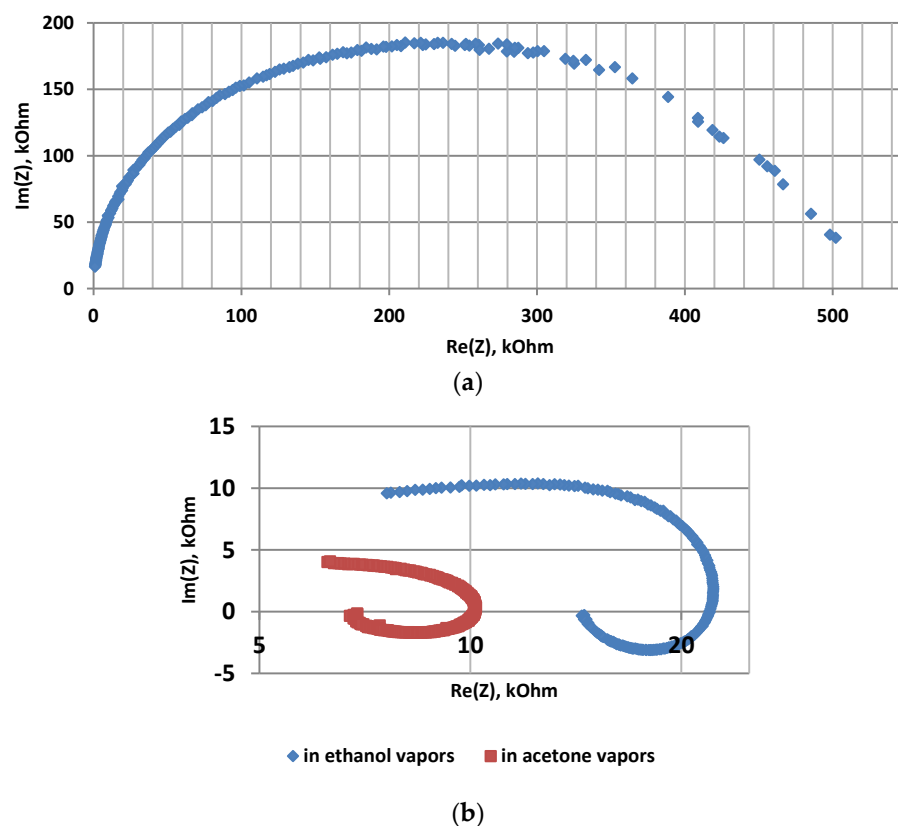 200
150
100
50
0
Im(Z), kOhm
0 100 200 300 400 500
Re(Z), kOhm
(a)
15
10
5
0
-5
Im(Z), kOhm
5 10 20
Re(Z), kOhm
in ethanol vapors in acetone vapors
(b)